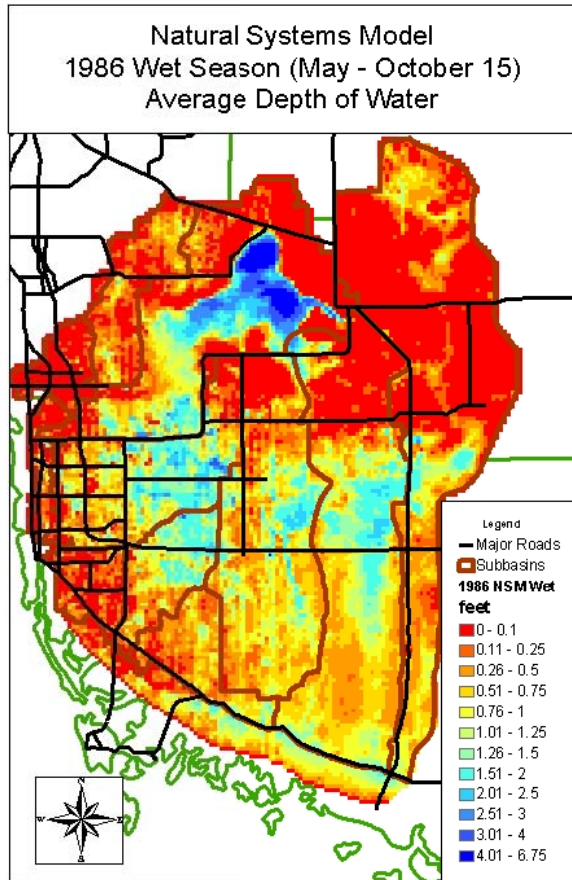 Natural Systems Model
1986 Wet Season (May - October 15)
Average Depth of Water
Legend
Major Roads
Subbasins
1986 NSM Wet
feet
0 - 0.1
0.11 - 0.25
0.26 - 0.5
0.51 - 0.75
0.76 - 1
1.01 - 1.25
1.26 - 1.5
1.51 - 2
2.01 - 2.5
2.51 - 3
3.01 - 4
4.01 - 6.75
N
W
E
S